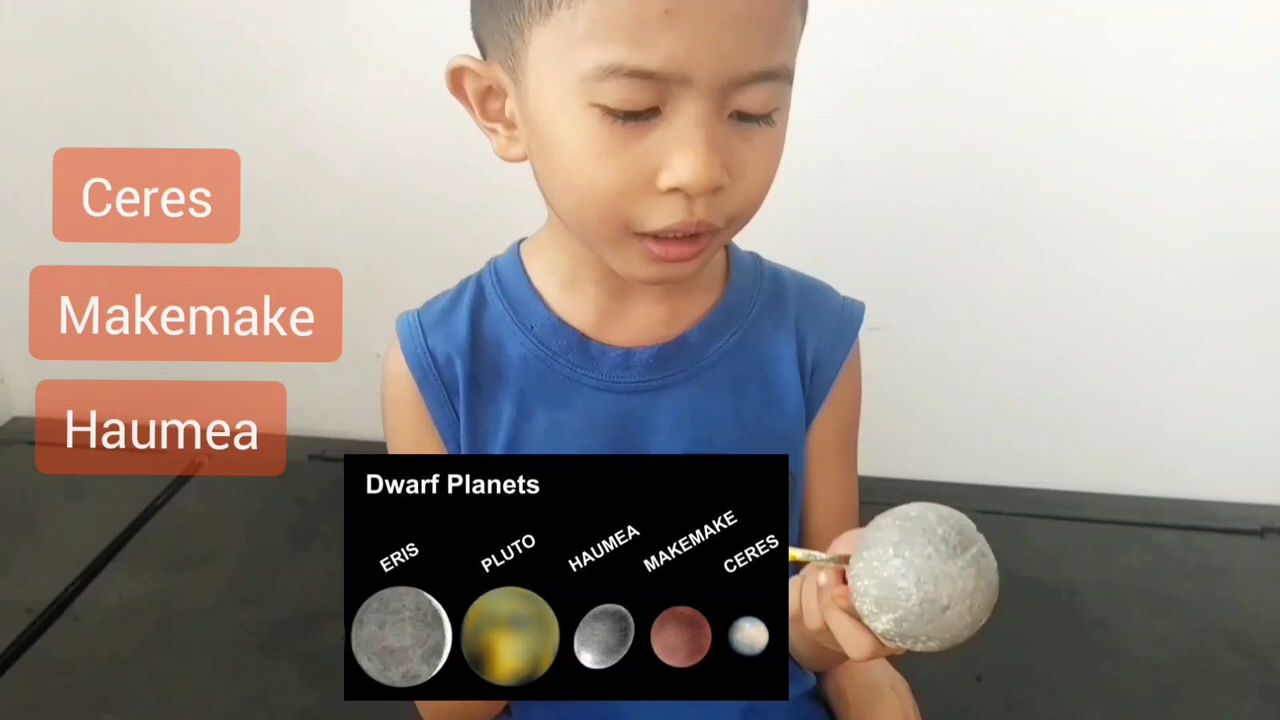 Ceres
Makemake
Haumea
Dwarf Planets
ERIS
PLUTO
HAUMEA
MAKEMAKE
CERES